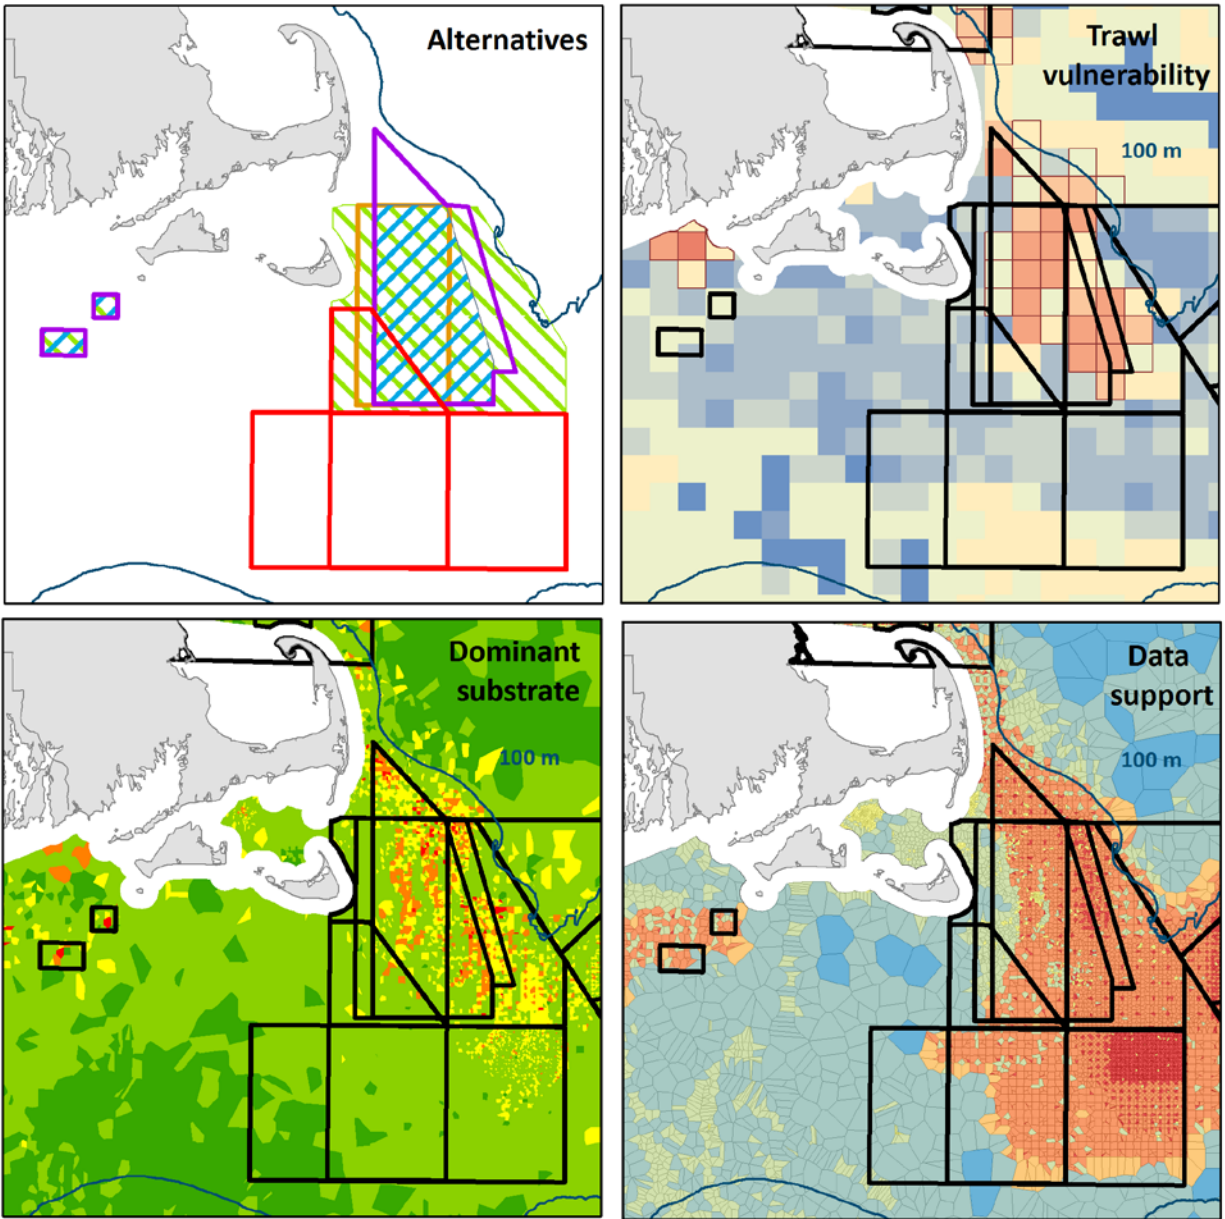 Alternatives
Trawl
vulnerability
100 m
Dominant
substrate
100 m
Data
support
100 m